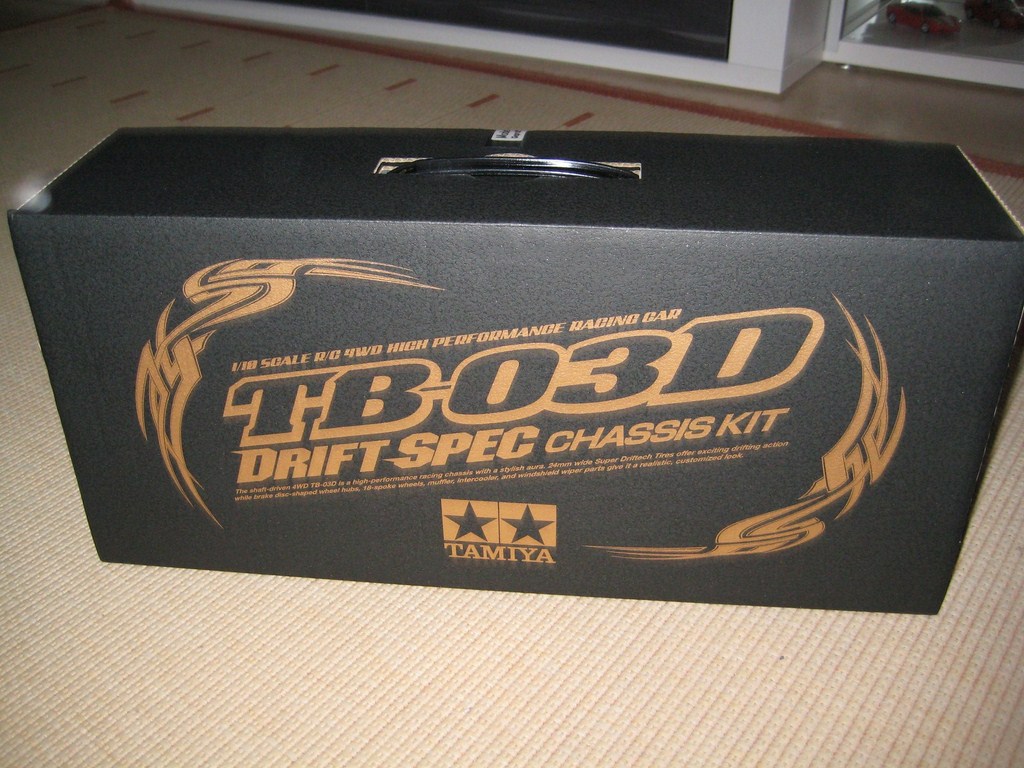 1/10 SCALE R/C 4WD HIGH PERFORMANCE RACING CAR
TB-03D
DRIFT SPEC CHASSIS KIT
The shaft-driven 4WD TB-03D is a high-performance racing chassis with a stylish aura. 24mm wide Super Driftech Tires offer exciting drifting action
while brake disc-shaped wheel hubs, 18-spoke wheels, muffler, intercooler, and windshield wiper parts give it a realistic, customized look.
TAMIYA